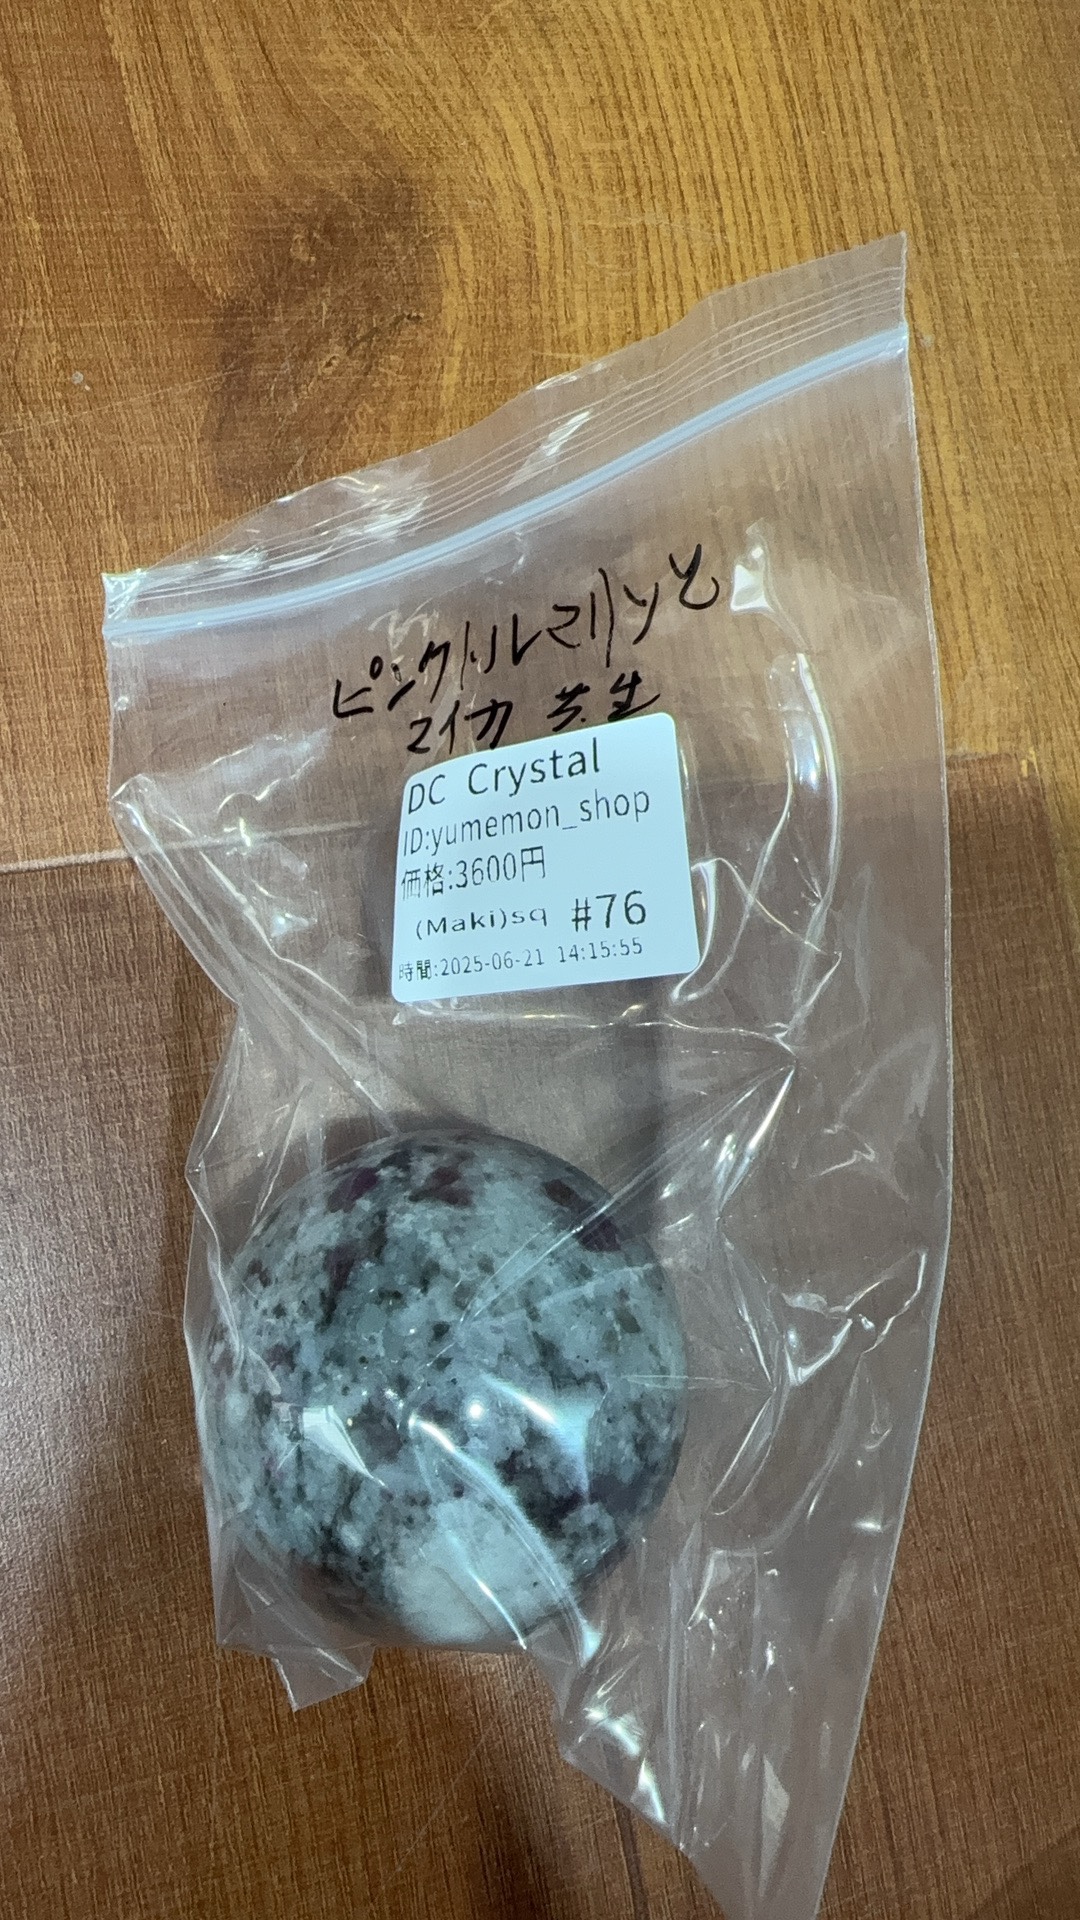 ピンクトルマリンと
マイカ 共生
DC Crystal
ID:yumemon_shop
価格:3600円
(Maki)sq #76
時間:2025-06-21 14:15:55